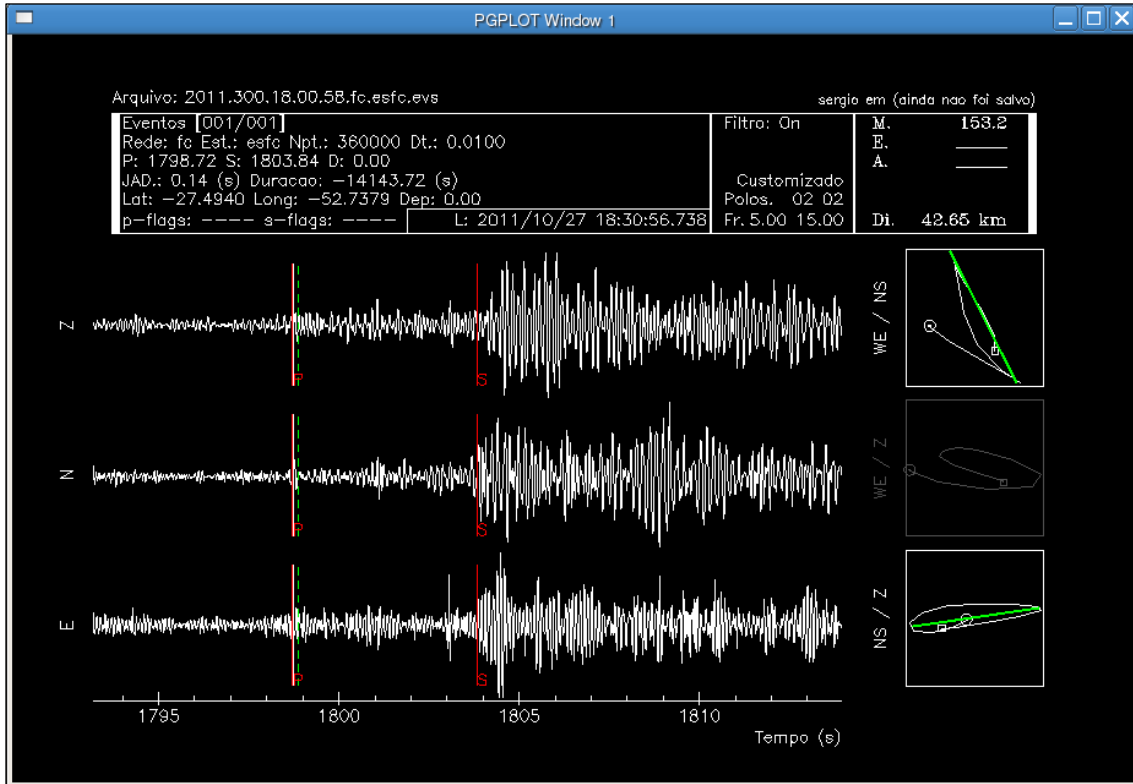 PGPLOT Window 1
Arquivo: 2011.300.18.00.58.fc.esfc.evs
sergio em (ainda nao foi salvo)
Eventos [001/001]
Rede: fc Est.: esfc Npt.: 360000 Dt.: 0.0100
P: 1798.72 S: 1803.84 D: 0.00
JAD.: 0.14 (s) Duracao: -14143.72 (s)
Lat: -27.4940 Long: -52.7379 Dep: 0.00
p-flags: ---- s-flags: ----
L: 2011/10/27 18:30:56.738
Filtro: On
Customizado
Polos. 02 02
Fr. 5.00 15.00
M. 153.2
E. ____
A. ____
Di. 42.65 km
Z
P
S
WE / NS
N
P
S
WE / Z
E
P
S
NS / Z
1795 1800 1805 1810
Tempo (s)